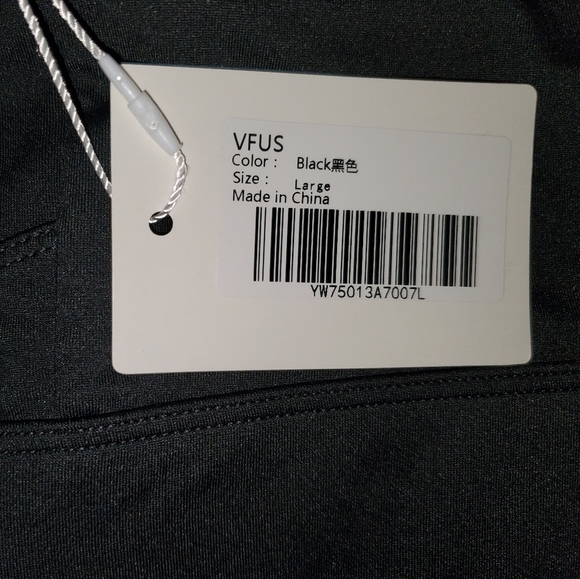 VFUS
Color： Black黑色
Size： Large
Made in China
YW75013A7007L